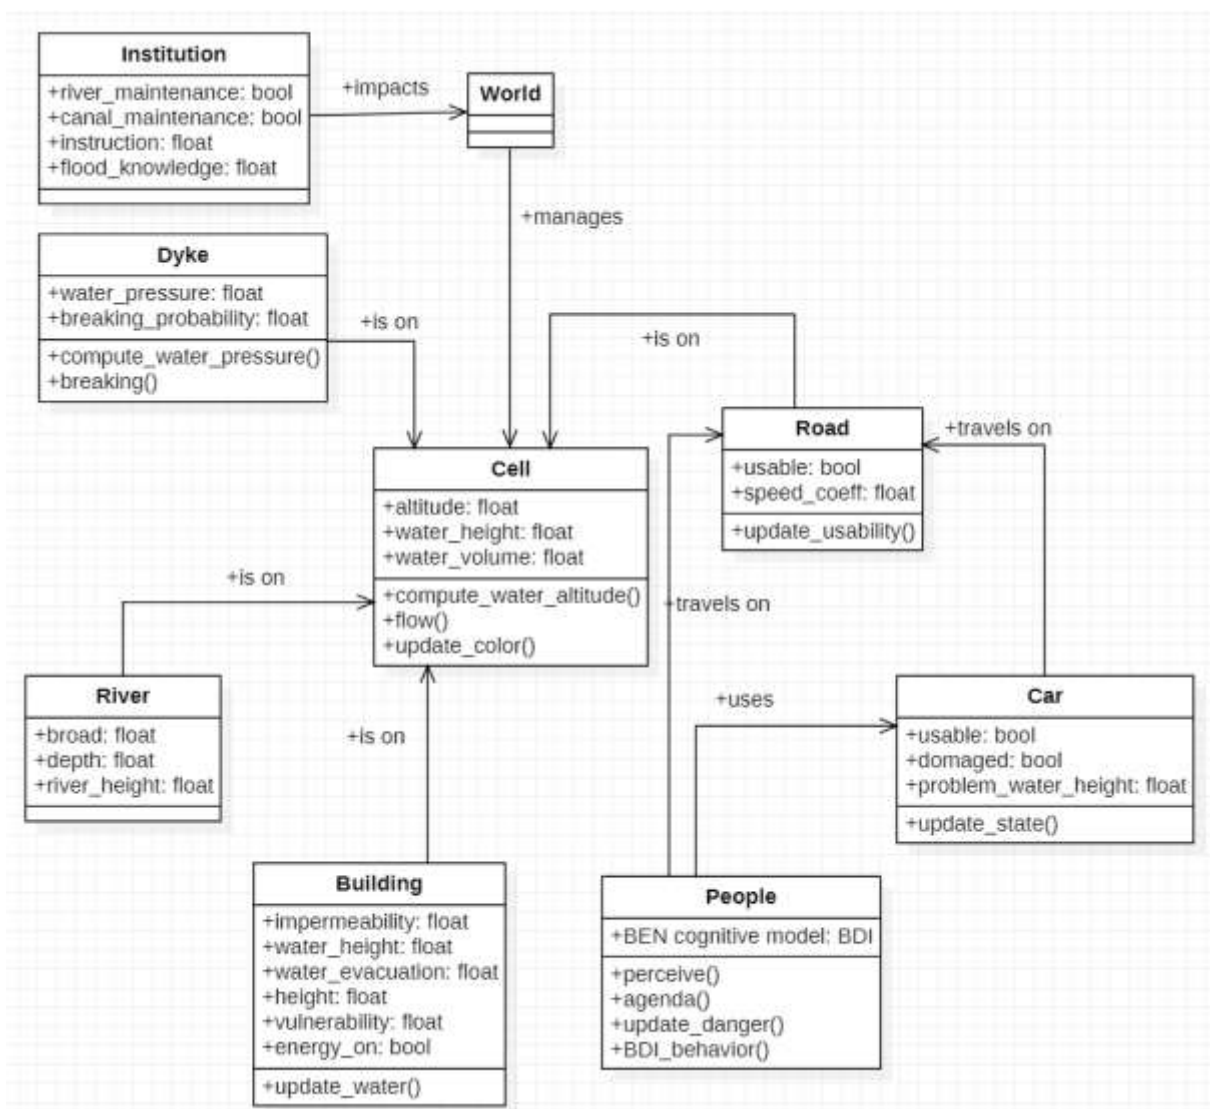 Institution
+river_maintenance: bool
+canal_maintenance: bool
+instruction: float
+flood_knowledge: float
+impacts
World
+manages
Dyke
+water_pressure: float
+breaking_probability: float
+compute_water_pressure()
+breaking()
+is on
+is on
Road
+usable: bool
+speed_coeff: float
+update_usability()
+travels on
Cell
+altitude: float
+water_height: float
+water_volume: float
+compute_water_altitude()
+flow()
+update_color()
+is on
+travels on
River
+broad: float
+depth: float
+river_height: float
+is on
+uses
Car
+usable: bool
+domaged: bool
+problem_water_height: float
+update_state()
Building
+impermeability: float
+water_height: float
+water_evacuation: float
+height: float
+vulnerability: float
+energy_on: bool
+update_water()
People
+BEN cognitive model: BDI
+perceive()
+agenda()
+update_danger()
+BDI_behavior()